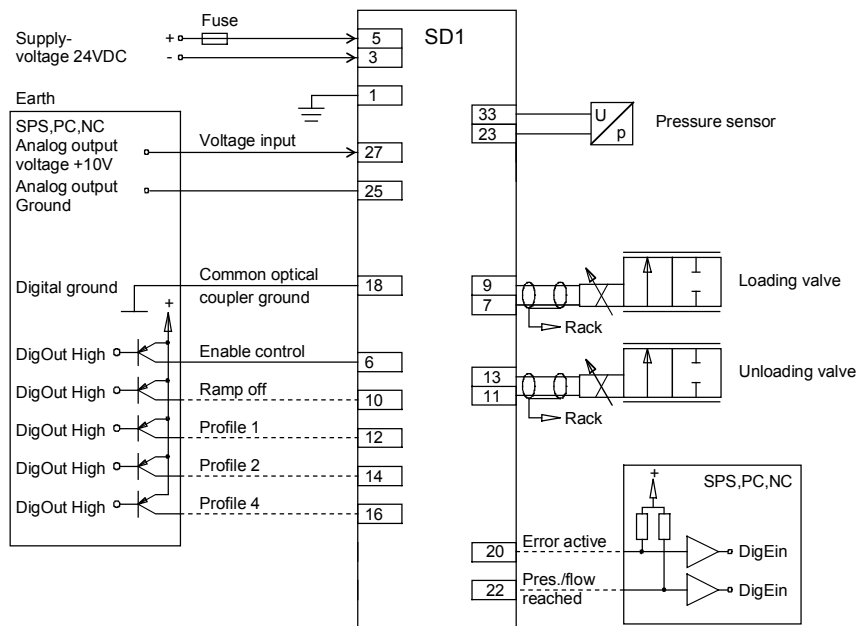 Fuse
Supply-
voltage 24VDC
+
5
SD1
-
3
Earth
1
SPS,PC,NC
Analog output
voltage +10V
Voltage input
27
Analog output
Ground
25
33
23
U
p
Pressure sensor
Digital ground
Common optical
coupler ground
18
9
7
Rack
Loading valve
+
DigOut High
Enable control
6
DigOut High
Ramp off
10
DigOut High
Profile 1
12
DigOut High
Profile 2
14
DigOut High
Profile 4
16
13
11
Rack
Unloading valve
SPS,PC,NC
+
20
Error active
DigEin
22
Pres./flow
reached
DigEin